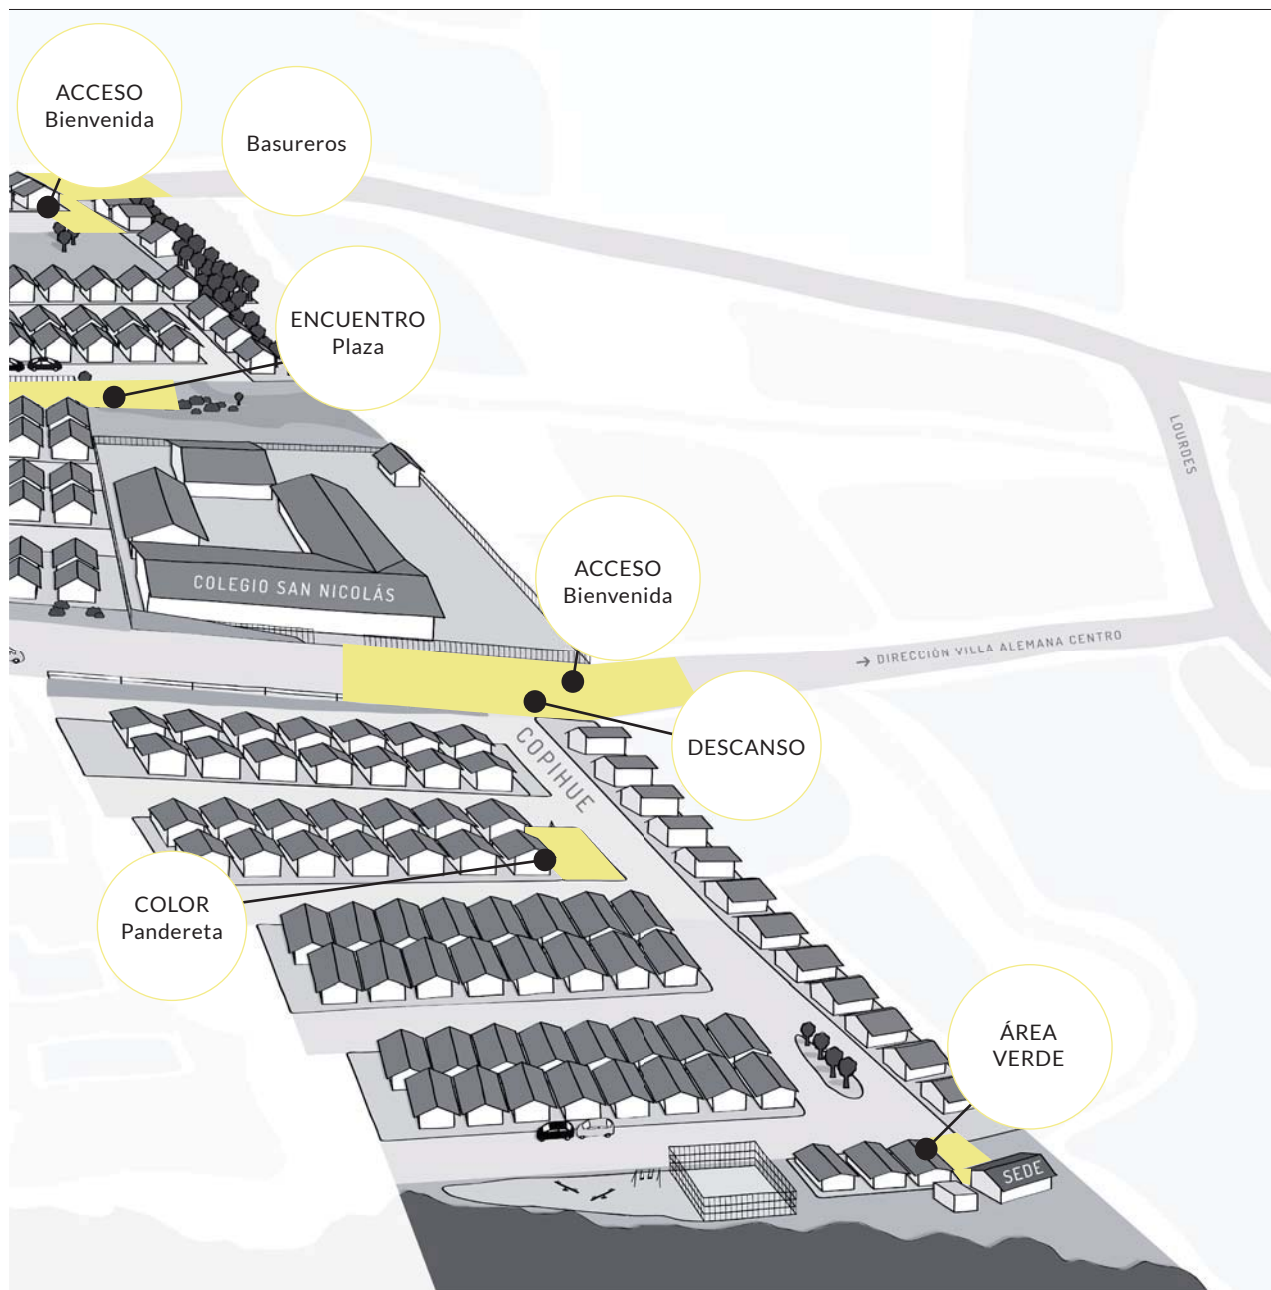 ACCESO
Bienvenida
Basureros
ENCUENTRO
Plaza
LOURDES
COLEGIO SAN NICOLÁS
ACCESO
Bienvenida
→ DIRECCIÓN VILLA ALEMANA CENTRO
DESCANSO
COPIHUE
COLOR
Pandereta
ÁREA
VERDE
SEDE